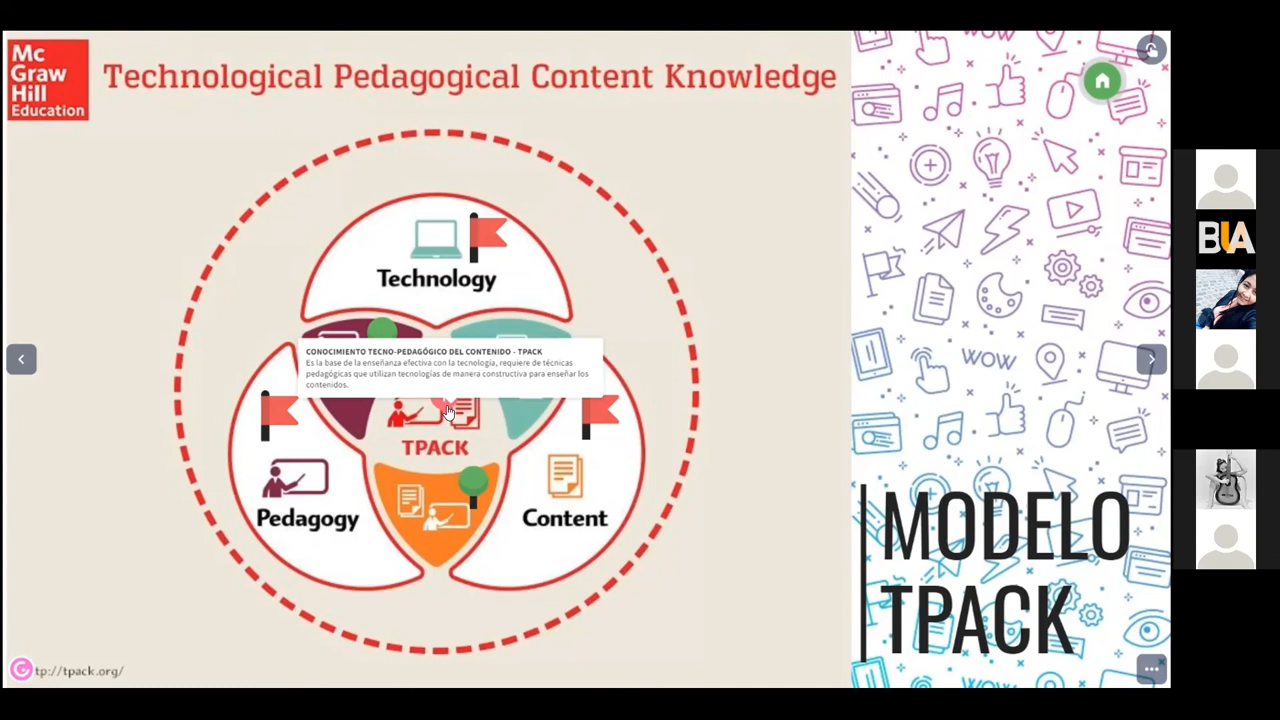 Mc
Graw
Hill
Education
Technological Pedagogical Content Knowledge
Technology
CONOCIMIENTO TECNO-PEDAGÓGICO DEL CONTENIDO - TPACK
Es la base de la enseñanza efectiva con la tecnología, requiere de técnicas
pedagógicas que utilizan tecnologías de manera constructiva para enseñar los
contenidos.
TPACK
Pedagogy
Content
tp://tpack.org/
WOW
WOW
WOW
MODELO
TPACK
BUA